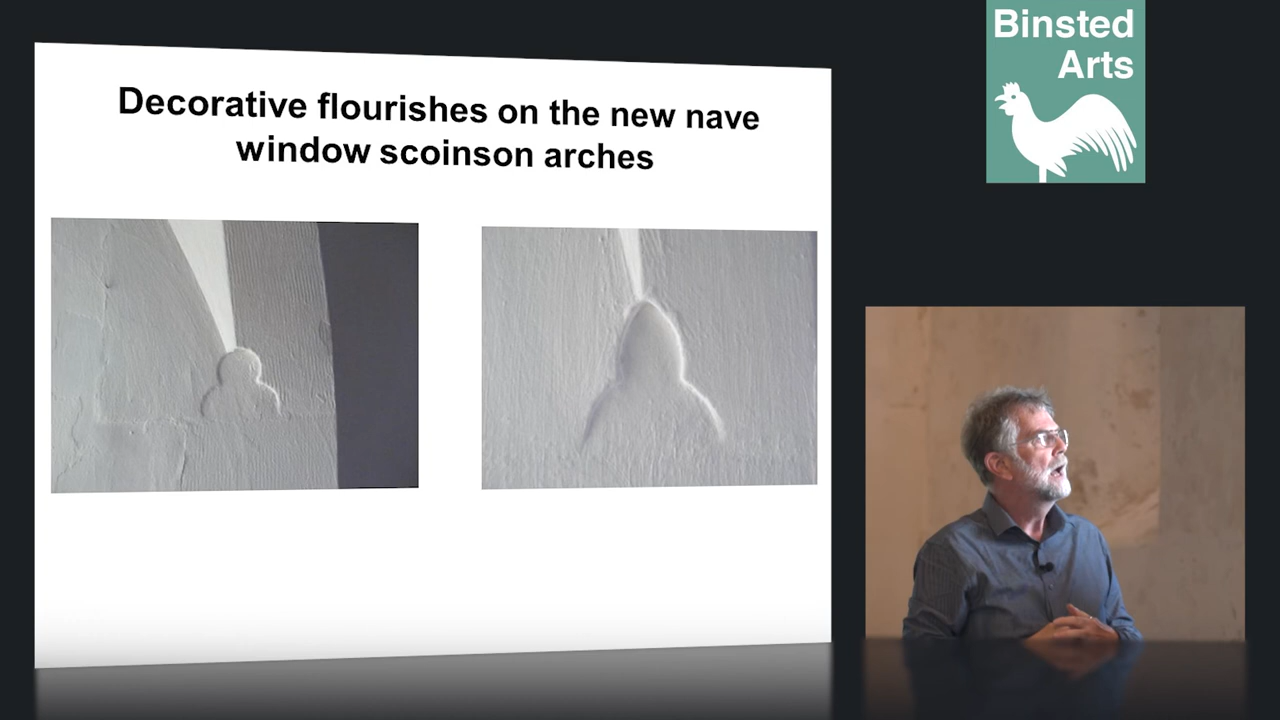 Decorative flourishes on the new nave
window scoinson arches
Binsted
Arts